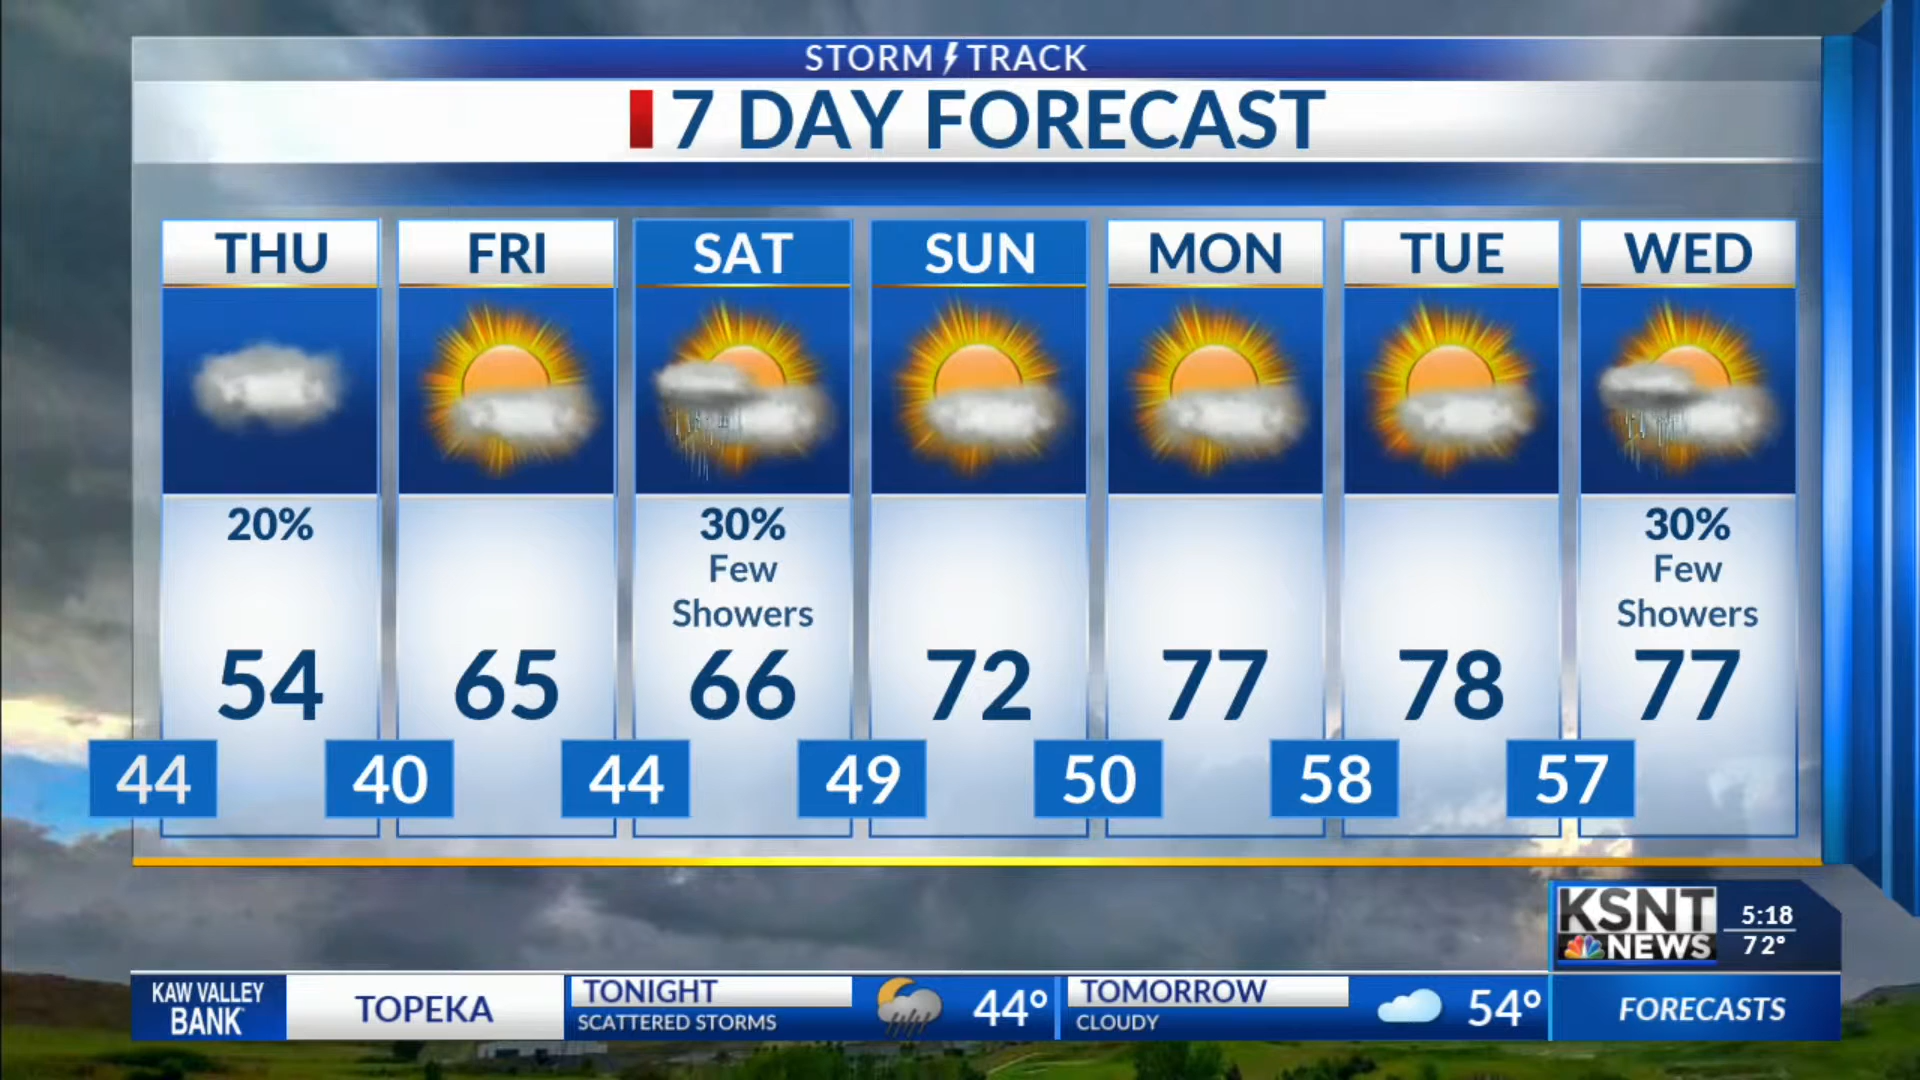 STORM TRACK
7 DAY FORECAST
THU FRI SAT SUN MON TUE WED
20% 30% 30%
Few Few
Showers Showers
54 65 66 72 77 78 77
44 40 44 49 50 58 57
KSNT
NEWS
5:18
72°
KAW VALLEY
BANK
TOPEKA
TONIGHT
SCATTERED STORMS
44°
TOMORROW
CLOUDY
54°
FORECASTS